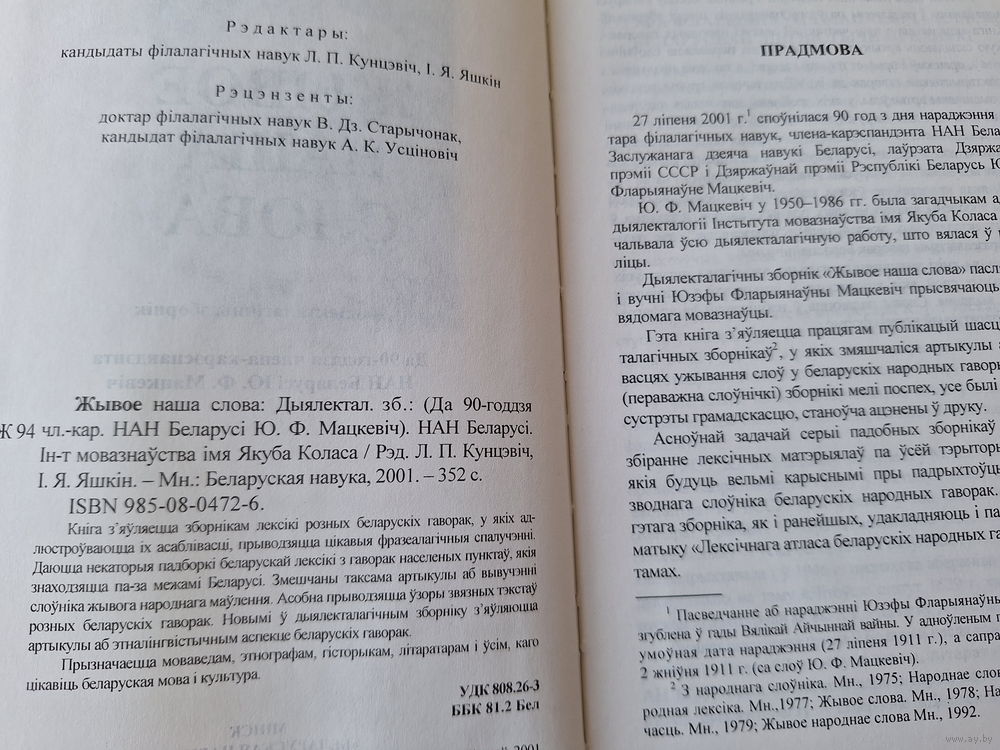 Рэдактары:
кандыдаты філалагічных навук Л. П. Кунцэвіч, І. Я. Яшкін
Рэцэнзенты:
доктар філалагічных навук В. Дз. Старычонак,
кандыдат філалагічных навук А. К. Усціновіч
Жывое наша слова: Дыялектал. зб.: (Да 90-годдзя
Ж 94 чл.-кар. НАН Беларусі Ю. Ф. Мацкевіч). НАН Беларусі.
Ін-т мовазнаўства імя Якуба Коласа / Рэд. Л. П. Кунцэвіч,
І. Я. Яшкін. – Мн.: Беларуская навука, 2001. – 352 с.
ISBN 985-08-0472-6.
Кніга з’яўляецца зборнікам лексікі розных беларускіх гаворак, у якіх ад-
люстроўваюцца іх асаблівасці, прыводзяцца цікавыя фразеалагічныя спалучэнні.
Даюцца некаторыя падборкі беларускай лексікі з гаворак населеных пунктаў, якія
знаходзяцца па-за межамі Беларусі. Змешчаны таксама артыкулы аб вывучэнні
слоўніка жывога народнага маўлення. Асобна прыводзяцца ўзоры звязных тэкстаў
розных беларускіх гаворак. Новымі ў дыялекталагічным зборніку з’яўляюцца
артыкулы аб этналінгвістычным аспекце беларускіх гаворак.
Прызначаецца мовaведам, этнографам, гісторыкам, літаратарам і ўсім, каго
цікавіць беларуская мова і культура.
УДК 808.26-3
ББК 81.2 Бел
2001
ПРАДМОВА
27 ліпеня 2001 г.¹ споўнілася 90 год з дня нараджэння
тара філалагічных навук, члена-карэспандэнта НАН Бела
Заслужанага дзеяча навукі Беларусі, лаўрэата Дзяржа
прэміі СССР і Дзяржаўнай прэміі Рэспублікі Беларусь Ю
Фларыянаўне Мацкевіч.
Ю. Ф. Мацкевіч у 1950–1986 гг. была загадчыкам а
дыялекталогіі Інстытута мовазнаўства імя Якуба Коласа
чальвала ўсю дыялекталагічную работу, што вялася ў
ліцы.
Дыялекталагічны зборнік «Жывое наша слова» пасл
і вучні Юзэфы Фларыянаўны Мацкевіч прысвячаюць
вядомага мовазнаўцы.
Гэта кніга з’яўляецца працягам публікацый шасц
талагічных зборнікаў², у якіх змяшчаліся артыкулы
васцях ужывання слоў у беларускіх народных гаворк
(пераважна слоўнічкі) зборнікі мелі поспех, усе былі
сустрэты грамадскасцю, станоўча ацэнены ў друку.
Асноўнай задачай серыі падобных зборнікаў
збіранне лексічных матэрыялаў па ўсёй тэрыторы
якія будуць вельмі карыснымі пры падрыхтоўц
зводнага слоўніка беларускіх народных гаворак.
гэтага зборніка, як і ранейшых, удакладняюць і па
матыку «Лексічнага атласа беларускіх народных га
тамах.
¹ Пасведчанне аб нараджэнні Юзэфы Фларыянаўны
згублена ў гады Вялікай Айчыннай вайны. У адноўленым
умоўная дата нараджэння (27 ліпеня 1911 г.), а сапра
2 жніўня 1911 г. (са слоў Ю. Ф. Мацкевіч).
² З народнага слоўніка. Мн., 1975; Народнае слов
родная лексіка. Мн.,1977; Жывое слова. Мн., 1978; На
часць. Мн., 1979; Жывое народнае слова Мн., 1992.
www.ay.by